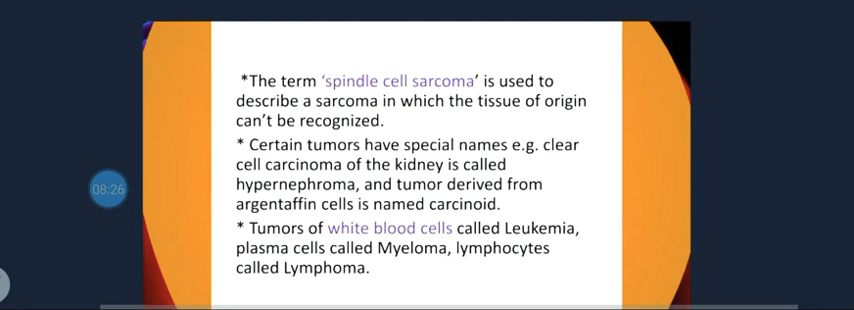 *The term ‘spindle cell sarcoma’ is used to
describe a sarcoma in which the tissue of origin
can’t be recognized.
* Certain tumors have special names e.g. clear
cell carcinoma of the kidney is called
hypernephroma, and tumor derived from
argentaffin cells is named carcinoid.
08:26
* Tumors of white blood cells called Leukemia,
plasma cells called Myeloma, lymphocytes
called Lymphoma.